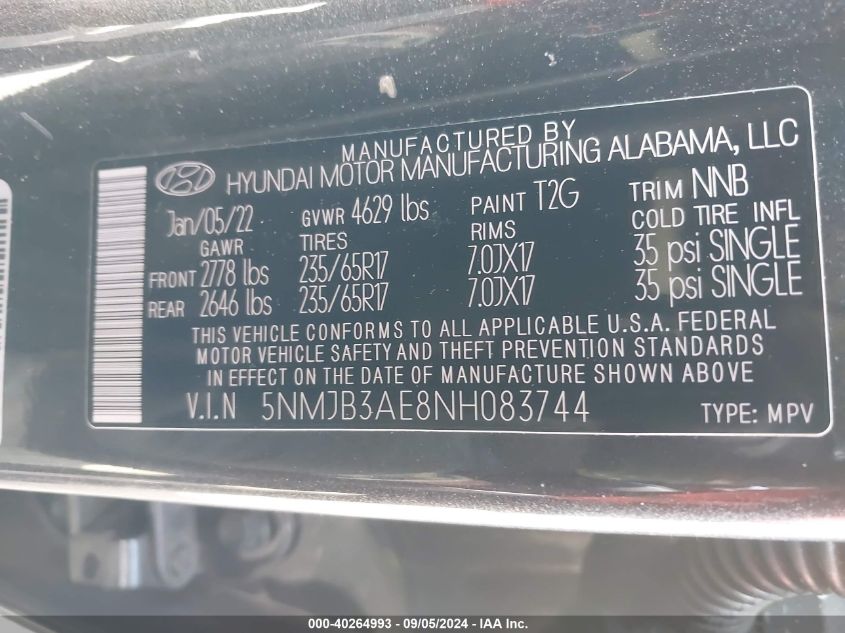 MANUFACTURED BY
HYUNDAI MOTOR MANUFACTURING ALABAMA, LLC
Jan/05/22 GVWR 4629 lbs PAINT T2G TRIM NNB
GAWR TIRES RIMS COLD TIRE INFL
FRONT 2778 lbs 235/65R17 7.0JX17 35 psi SINGLE
REAR 2646 lbs 235/65R17 7.0JX17 35 psi SINGLE
THIS VEHICLE CONFORMS TO ALL APPLICABLE U.S.A. FEDERAL
MOTOR VEHICLE SAFETY AND THEFT PREVENTION STANDARDS
IN EFFECT ON THE DATE OF MANUFACTURE SHOWN ABOVE
V.I.N 5NMJB3AE8NH083744 TYPE: MPV
000-40264993 - 09/05/2024 - IAA Inc.